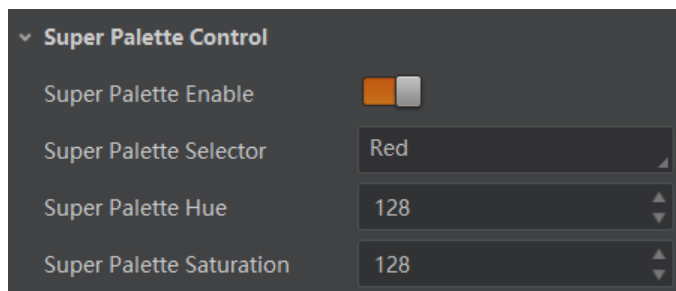 Super Palette Control
Super Palette Enable
Super Palette Selector Red
Super Palette Hue 128
Super Palette Saturation 128